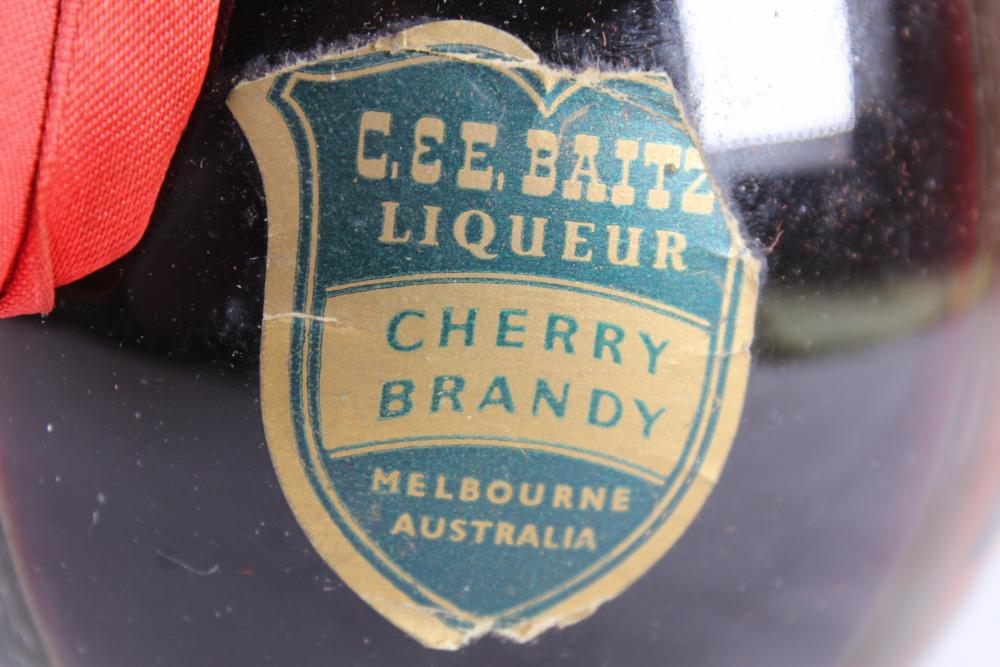 C. & E. BAITZ
LIQUEUR
CHERRY
BRANDY
MELBOURNE
AUSTRALIA